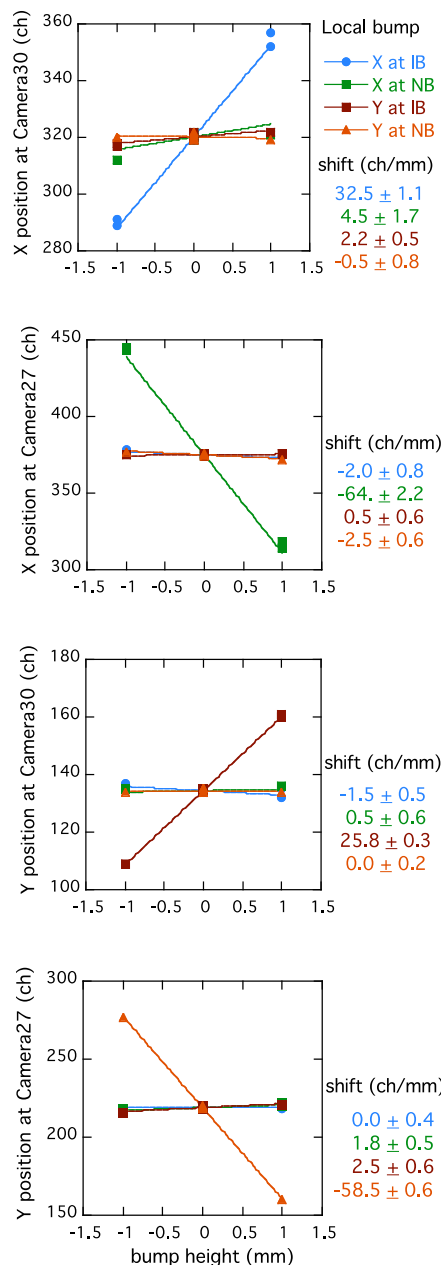 Local bump
X at IB
X at NB
Y at IB
Y at NB
shift (ch/mm)
32.5 ± 1.1
4.5 ± 1.7
2.2 ± 0.5
-0.5 ± 0.8
X position at Camera30 (ch)
360
340
320
300
280
-1.5 -1 -0.5 0 0.5 1 1.5
X position at Camera27 (ch)
450
400
350
300
-1.5 -1 -0.5 0 0.5 1 1.5
shift (ch/mm)
-2.0 ± 0.8
-64. ± 2.2
0.5 ± 0.6
-2.5 ± 0.6
Y position at Camera30 (ch)
180
160
140
120
100
-1.5 -1 -0.5 0 0.5 1 1.5
shift (ch/mm)
-1.5 ± 0.5
0.5 ± 0.6
25.8 ± 0.3
0.0 ± 0.2
Y position at Camera27 (ch)
300
250
200
150
-1.5 -1 -0.5 0 0.5 1 1.5
bump height (mm)
shift (ch/mm)
0.0 ± 0.4
1.8 ± 0.5
2.5 ± 0.6
-58.5 ± 0.6